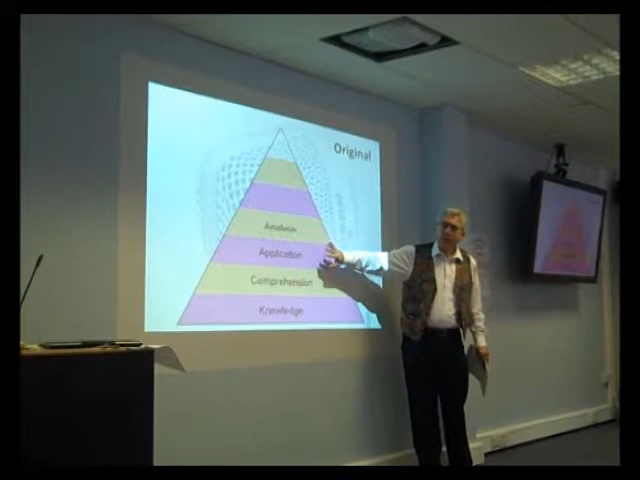 Original
Analysis
Application
Comprehension
Knowledge